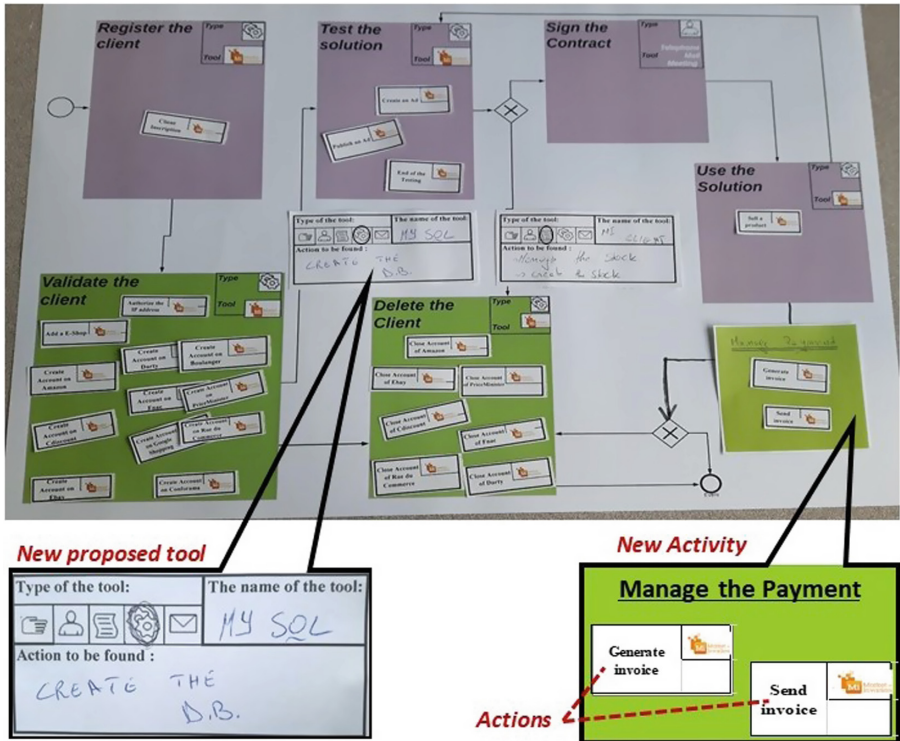 Register the
client
Type
Tool
Client
Inscription
Test the
solution
Type
Tool
Create an Ad
Publish an Ad
End of the
Testing
Sign the
Contract
Type
Tool
Telephone
Mail
Meeting
Use the
Solution
Type
Tool
Sell a
product
Type of the tool:
The name of the tool:
MY SQL
Action to be found :
CREATE THE
D.B.
Type of the tool:
The name of the tool:
Action to be found :
the stock
→ create the stock
Validate the
client
Type
Tool
Authorize the
IP address
Add a E-Shop
Create
Account on
Amazon
Create
Account on
Darty
Create
Account on
Boulanger
Create
Account on
Fnac
Create Account
on
PriceMinister
Create
Account on
Cdiscount
Create Account
on Google
Shopping
Create
Account on Rue du
Commerce
Create
Account on
Ebay
Create Account
on Conforama
Delete the
Client
Type
Tool
Close Account
of Amazon
Close Account
of Ebay
Close Account
of PriceMinister
Close Account
of Cdiscount
Close Account
of Fnac
Close Account
of Rue du
Commerce
Close Account
of Darty
Generate
invoice
Send
invoice
New proposed tool
Type of the tool:
The name of the tool:
MY SQL
Action to be found :
CREATE THE
D.B.
New Activity
Manage the Payment
Generate
invoice
MI
Send
invoice
MI
Actions